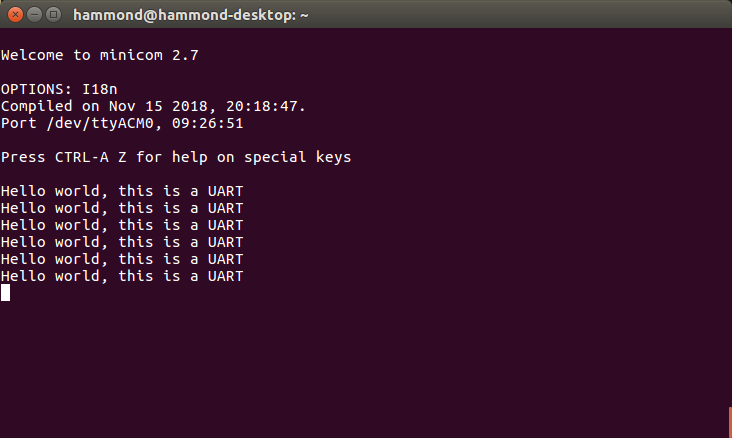 hammond@hammond-desktop: ~
Welcome to minicom 2.7
OPTIONS: I18n
Compiled on Nov 15 2018, 20:18:47.
Port /dev/ttyACM0, 09:26:51
Press CTRL-A Z for help on special keys
Hello world, this is a UART
Hello world, this is a UART
Hello world, this is a UART
Hello world, this is a UART
Hello world, this is a UART
Hello world, this is a UART